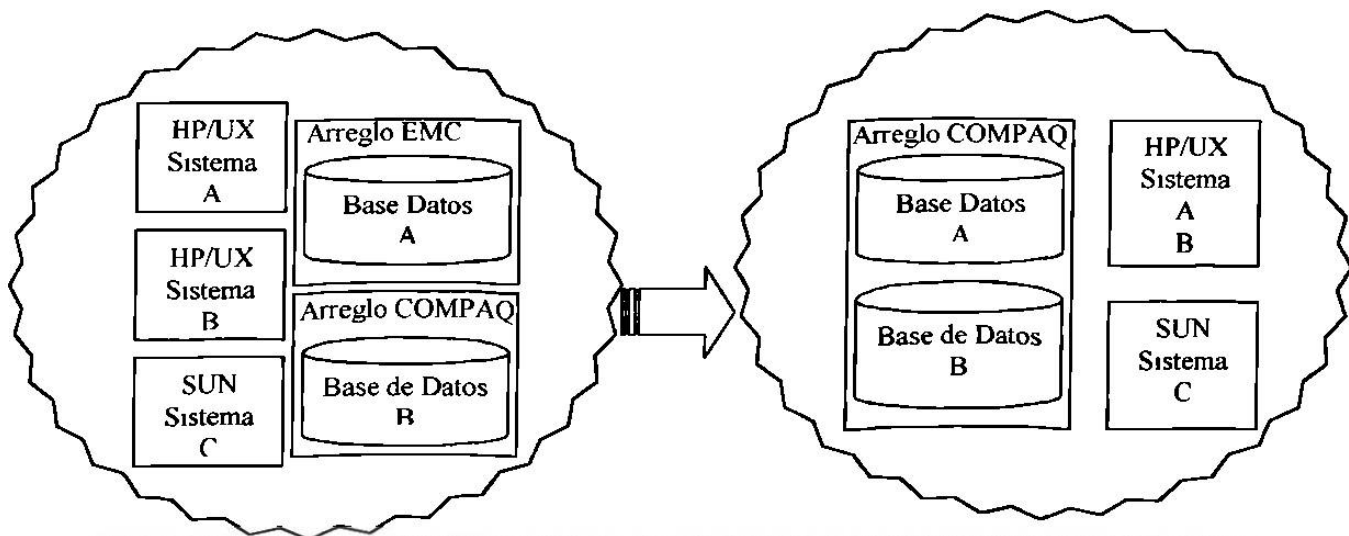 HP/UX
Sistema
A
Arreglo EMC
Base Datos
A
HP/UX
Sistema
B
Arreglo COMPAQ
Base de Datos
B
SUN
Sistema
C
Arreglo COMPAQ
Base Datos
A
Base de Datos
B
HP/UX
Sistema
A
B
SUN
Sistema
C